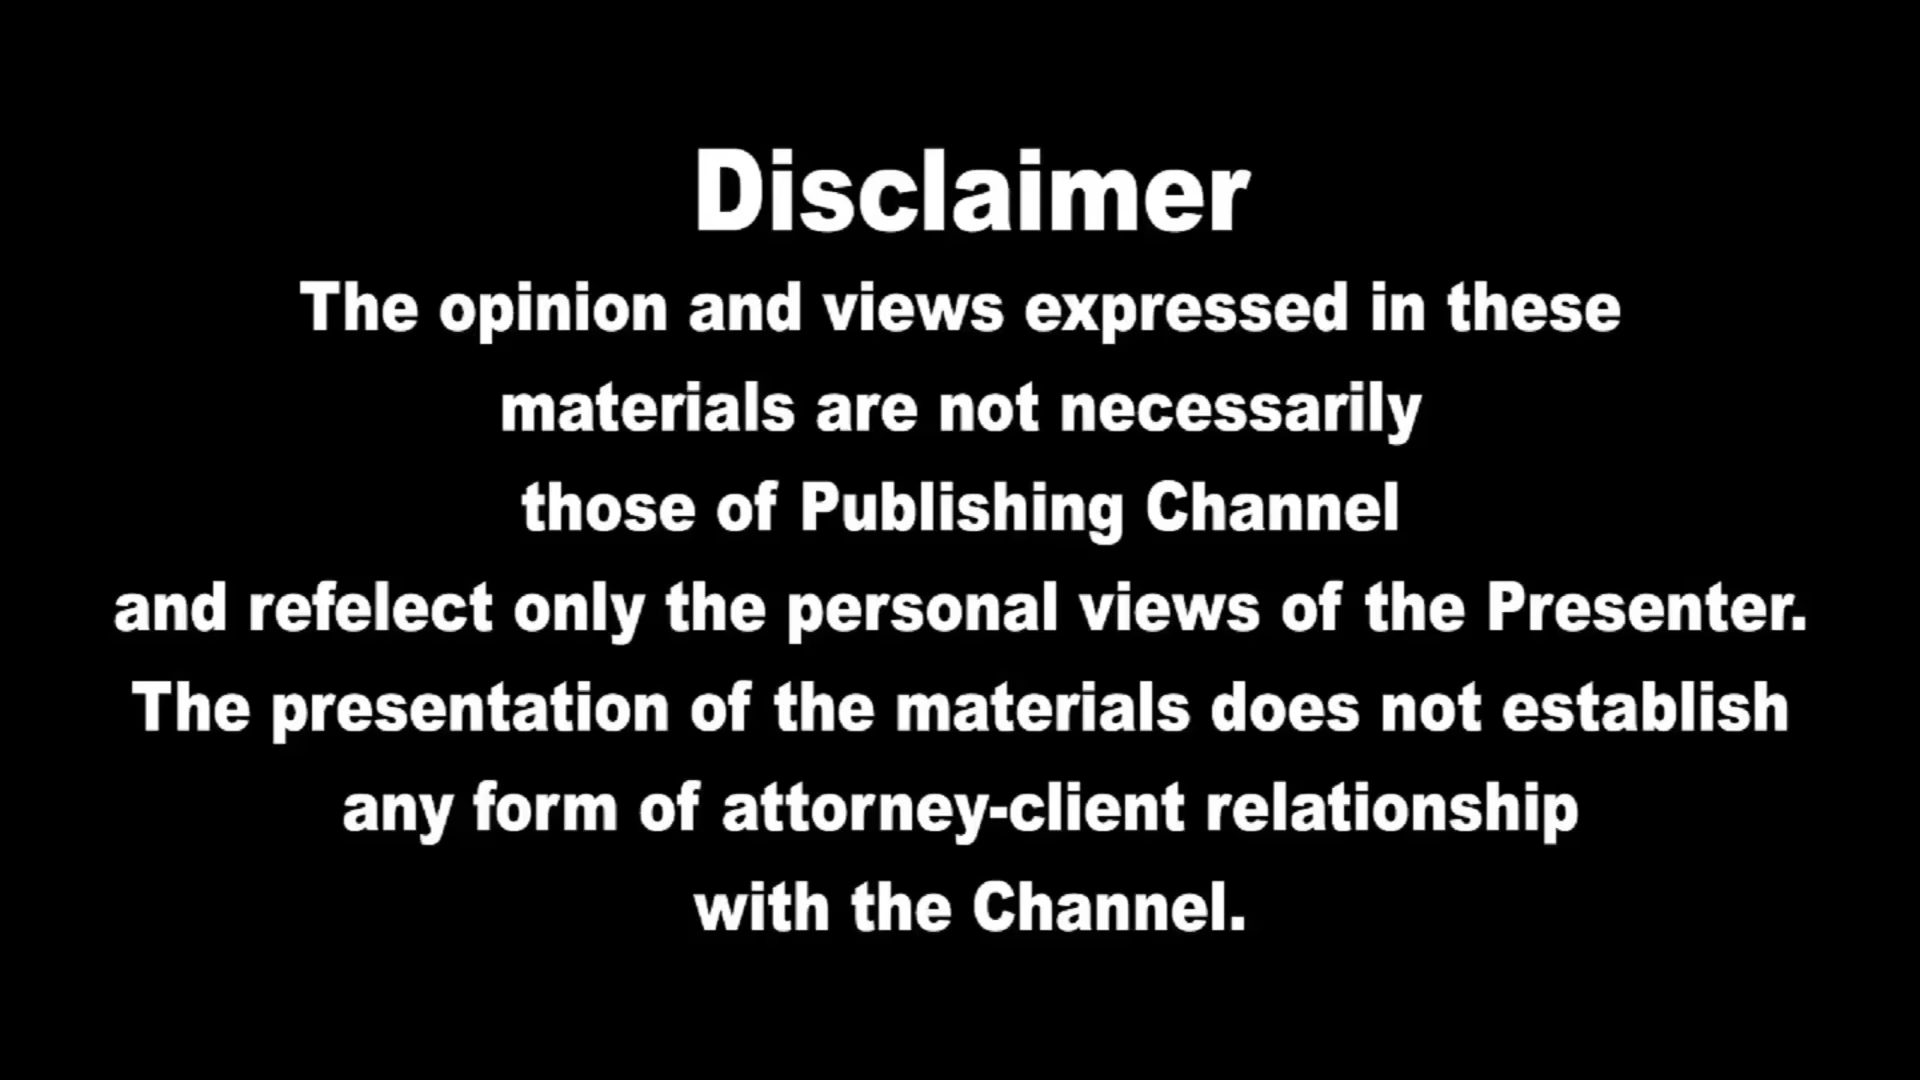 Disclaimer
The opinion and views expressed in these
materials are not necessarily
those of Publishing Channel
and refelect only the personal views of the Presenter.
The presentation of the materials does not establish
any form of attorney-client relationship
with the Channel.